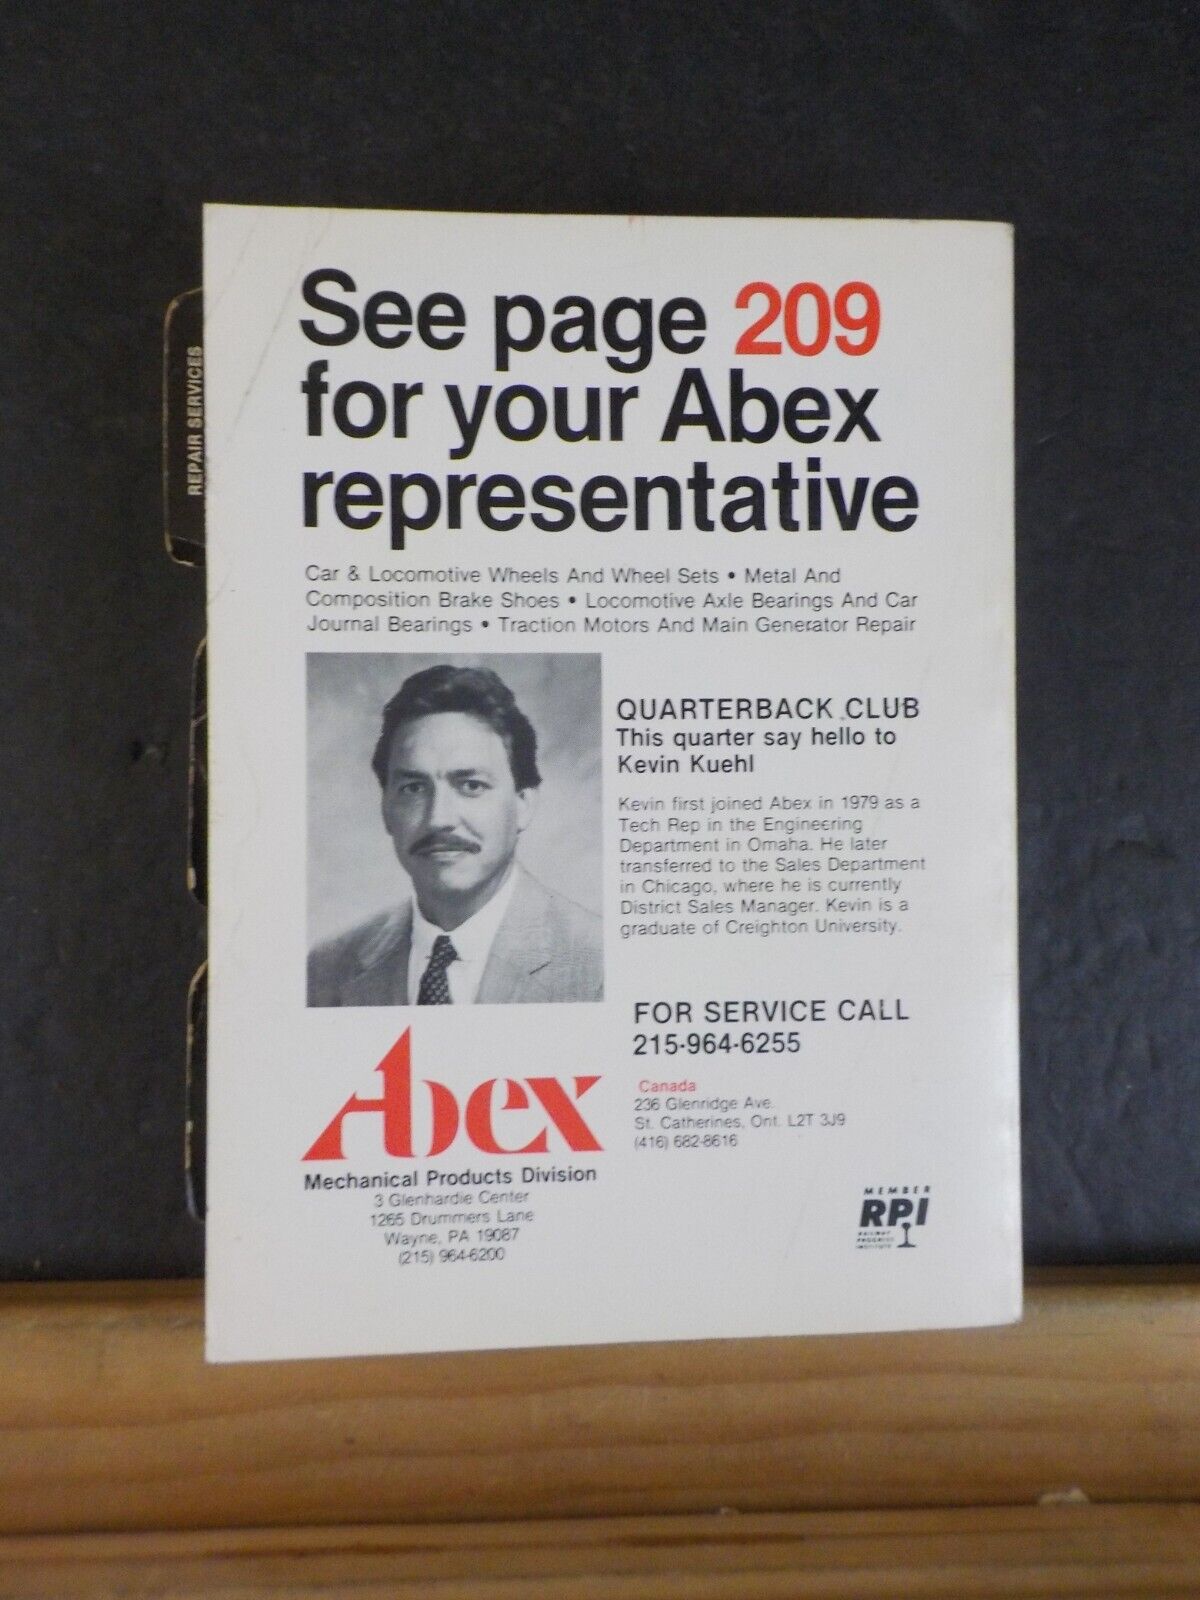 REPAIR SERVICES
See page 209
for your Abex
representative
Car & Locomotive Wheels And Wheel Sets • Metal And
Composition Brake Shoes • Locomotive Axle Bearings And Car
Journal Bearings • Traction Motors And Main Generator Repair
QUARTERBACK CLUB
This quarter say hello to
Kevin Kuehl
Kevin first joined Abex in 1979 as a
Tech Rep in the Engineering
Department in Omaha. He later
transferred to the Sales Department
in Chicago, where he is currently
District Sales Manager. Kevin is a
graduate of Creighton University.
FOR SERVICE CALL
215-964-6255
Canada
236 Glenridge Ave.
St. Catherines, Ont. L2T 3J9
(416) 682-8616
Abex
Mechanical Products Division
3 Glenhardie Center
1265 Drummers Lane
Wayne, PA 19087
(215) 964-6200
MEMBER
RPI
RAILWAY
PROGRESS
INSTITUTE